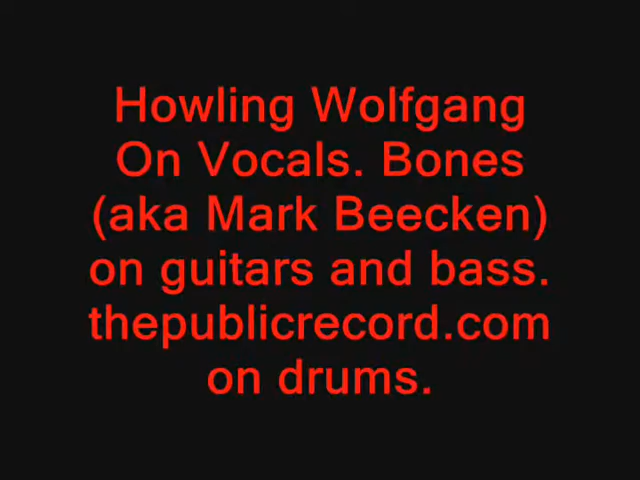 Howling Wolfgang
On Vocals. Bones
(aka Mark Beecken)
on guitars and bass.
thepublicrecord.com
on drums.